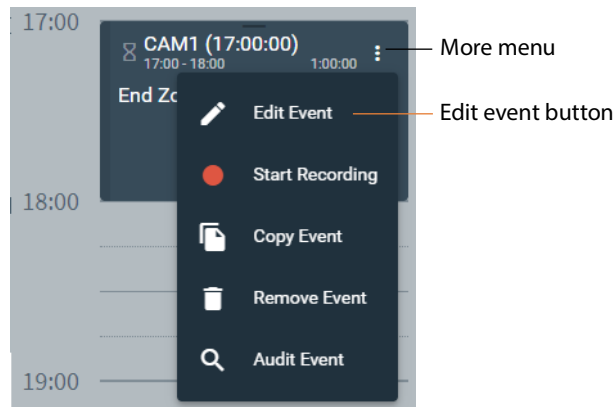 17:00
CAM1 (17:00:00)
17:00 - 18:00 1:00:00
More menu
End Zo
Edit Event
Edit event button
Start Recording
18:00
Copy Event
Remove Event
Audit Event
19:00